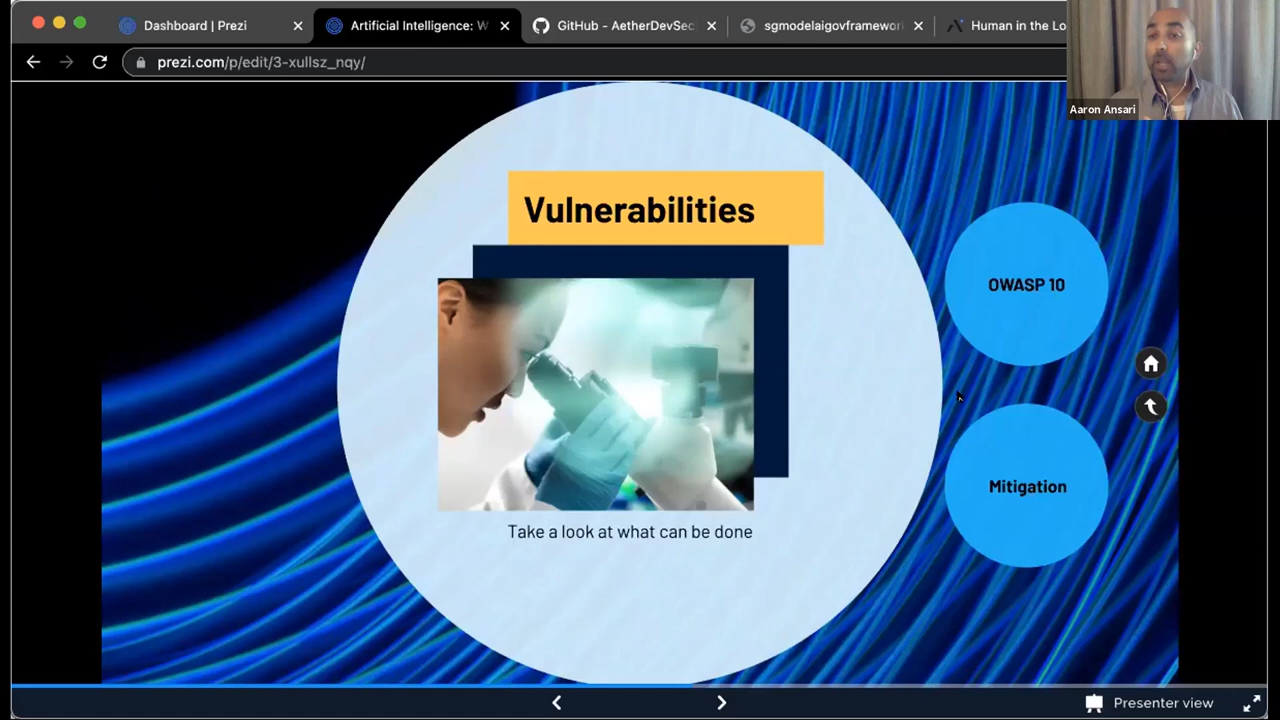 Dashboard | Prezi
Artificial Intelligence: W
GitHub - AetherDevSec
sgmodelaigovframework
Human in the Lo
prezi.com/p/edit/3-xullsz_nqy/
Aaron Ansari
Vulnerabilities
OWASP 10
Mitigation
Take a look at what can be done
Presenter view